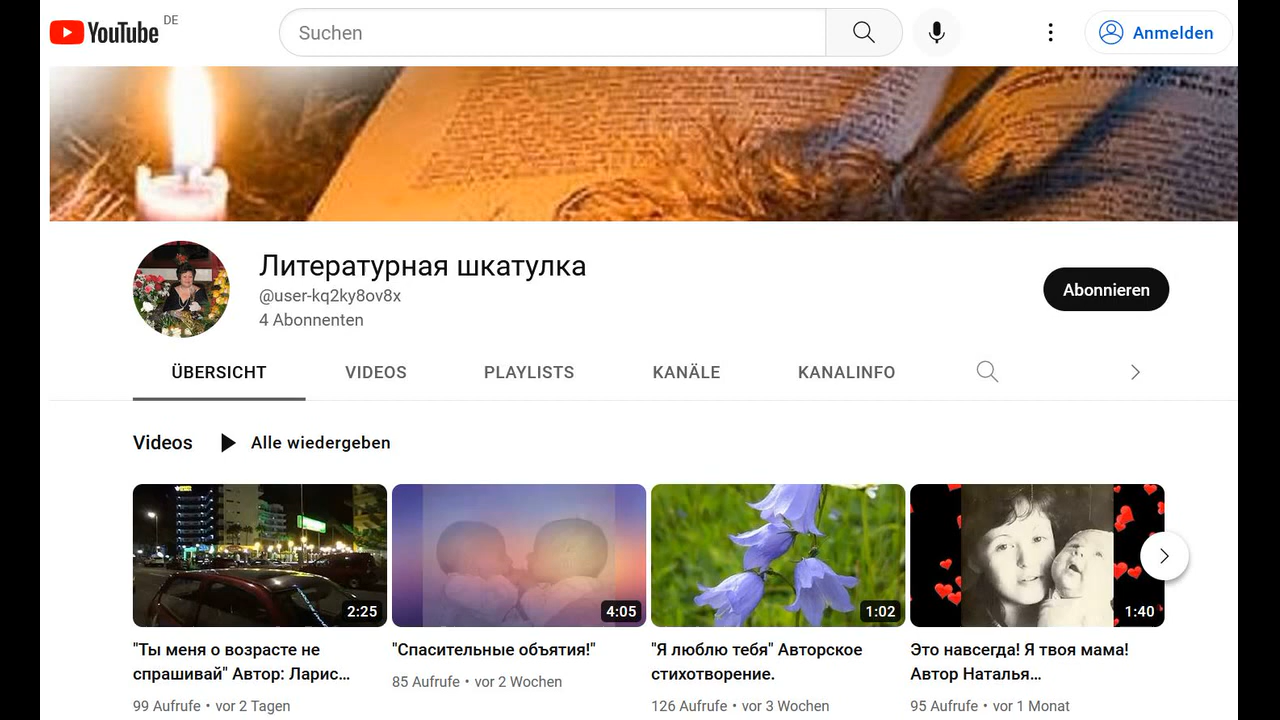 YouTube DE
Suchen
Anmelden
Литературная шкатулка
@user-kq2ky8ov8x
4 Abonnenten
Abonnieren
ÜBERSICHT VIDEOS PLAYLISTS KANÄLE KANALINFO
Videos Alle wiedergeben
2:25 4:05 1:02 1:40
"Ты меня о возрасте не
спрашивай" Автор: Ларис...
99 Aufrufe • vor 2 Tagen
"Спасительные объятия!"
85 Aufrufe • vor 2 Wochen
"Я люблю тебя" Авторское
стихотворение.
126 Aufrufe • vor 3 Wochen
Это навсегда! Я твоя мама!
Автор Наталья...
95 Aufrufe • vor 1 Monat